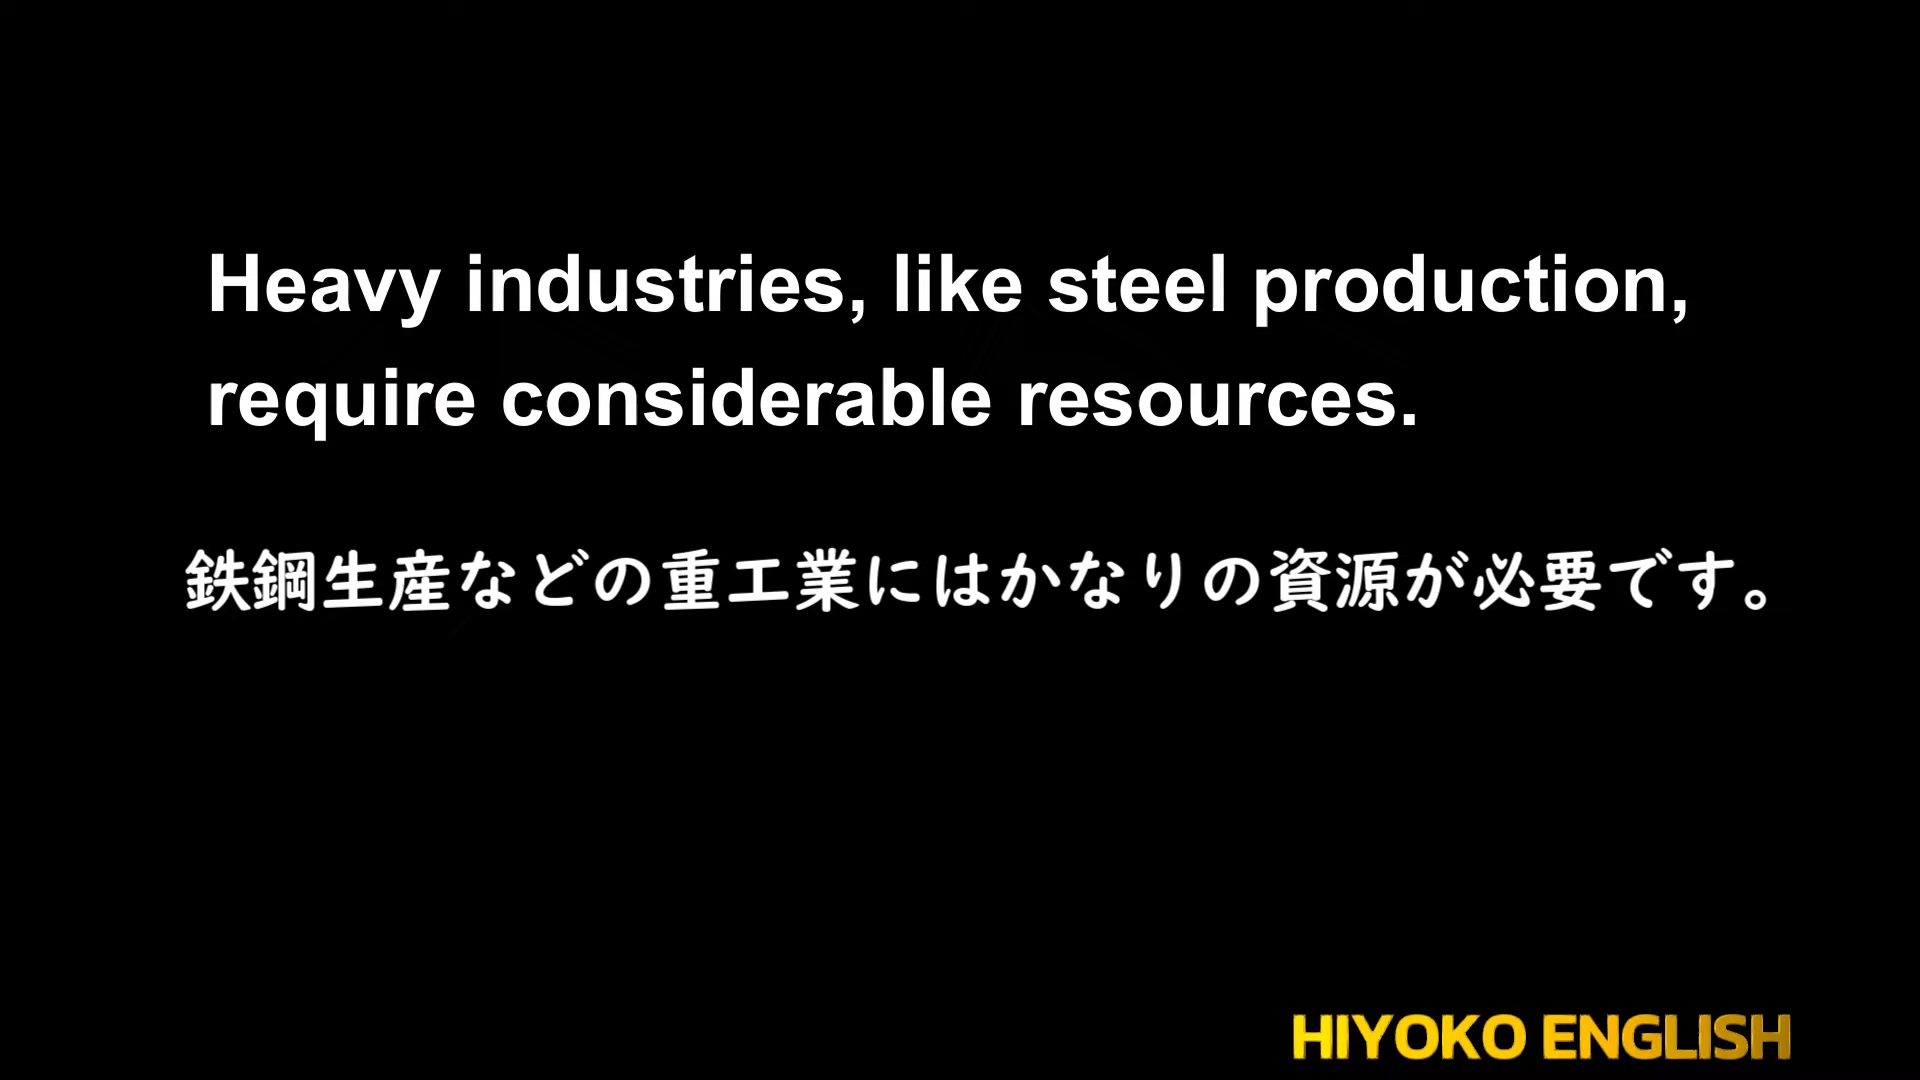 Heavy industries, like steel production,
require considerable resources.
鉄鋼生産などの重工業にはかなりの資源が必要です。
HIYOKO ENGLISH